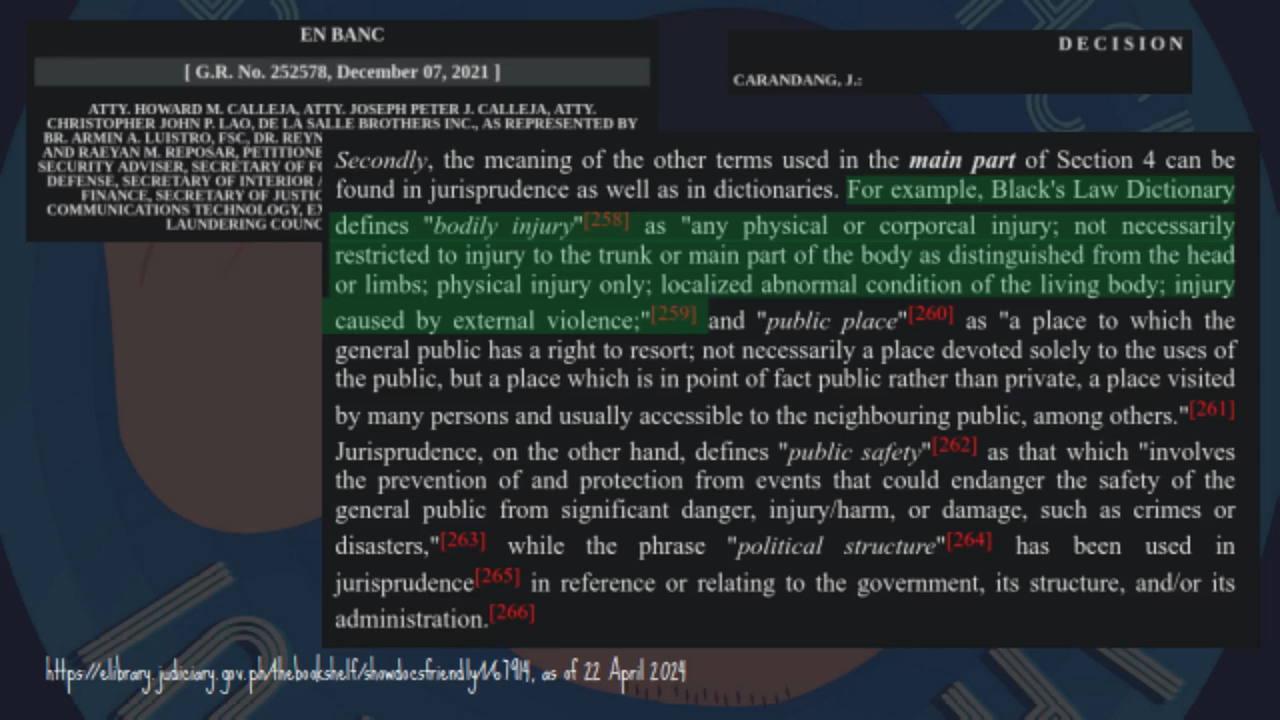 EN BANC
[ G.R. No. 252578, December 07, 2021 ]
ATTY. HOWARD M. CALLEJA, ATTY. JOSEPH PETER J. CALLEJA, ATTY.
CHRISTOPHER JOHN P. LAO, DE LA SALLE BROTHERS INC., AS REPRESENTED BY
BR. ARMIN A. LUISTRO, FSC, DR. REYN
AND RAEYAN M. REPOSAR, PETITIONE
SECURITY ADVISER, SECRETARY OF FO
DEFENSE, SECRETARY OF INTERIOR
FINANCE, SECRETARY OF JUSTIC
COMMUNICATIONS TECHNOLOGY, EX
LAUNDERING COUNC
DECISION
CARANDANG, J.:
Secondly, the meaning of the other terms used in the main part of Section 4 can be
found in jurisprudence as well as in dictionaries. For example, Black's Law Dictionary
defines "bodily injury"[258] as "any physical or corporeal injury; not necessarily
restricted to injury to the trunk or main part of the body as distinguished from the head
or limbs; physical injury only; localized abnormal condition of the living body; injury
caused by external violence;"[259] and "public place"[260] as "a place to which the
general public has a right to resort; not necessarily a place devoted solely to the uses of
the public, but a place which is in point of fact public rather than private, a place visited
by many persons and usually accessible to the neighbouring public, among others."[261]
Jurisprudence, on the other hand, defines "public safety"[262] as that which "involves
the prevention of and protection from events that could endanger the safety of the
general public from significant danger, injury/harm, or damage, such as crimes or
disasters,"[263] while the phrase "political structure"[264] has been used in
jurisprudence[265] in reference or relating to the government, its structure, and/or its
administration.[266]
https://elibrary.judiciary.gov.ph/thebookshelf/showdocsfriendly/1/67914, as of 22 April 2024